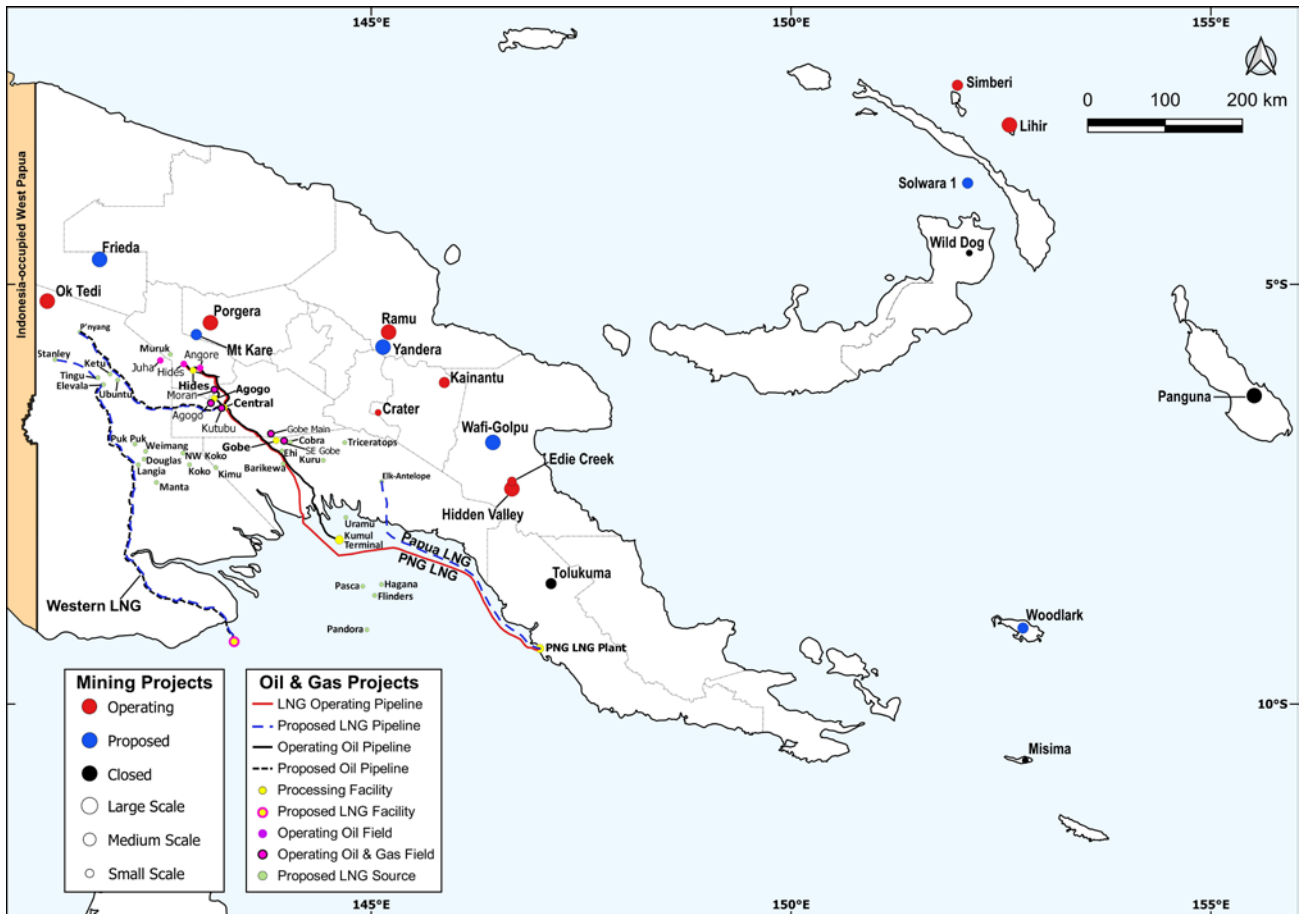 145°E
150°E
155°E
Simberi
0 100 200 km
Lihir
Solwara 1
Indonesia-occupied West Papua
Wild Dog
Frieda
5°S
5°S
Ok Tedi
Porgera
Ramu
P'nyang
Mt Kare
Yandera
Muruk
Stanley
Angore
Juha
Hides
Ketu
Tingu
Kainantu
Elevala
Hides
Agogo
Ubuntu
Moran
Central
Panguna
Agogo
Crater
Kutubu
Wafi-Golpu
Gobe Main
Puk Puk
Cobra
Triceratops
Weimang
Gobe
SE Gobe
NW Koko
Ehi
Douglas
Kuru
Edie Creek
Langia
Koko
Kimu
Barikewa
Elk-Antelope
Manta
Hidden Valley
Uramu
Kumul
Terminal
Papua LNG
PNG LNG
Tolukuma
Pasca
Hagana
Flinders
Western LNG
Woodlark
Pandora
PNG LNG Plant
Mining Projects
Operating
Proposed
Closed
Large Scale
Medium Scale
Small Scale
Oil & Gas Projects
LNG Operating Pipeline
Proposed LNG Pipeline
Operating Oil Pipeline
Proposed Oil Pipeline
Processing Facility
Proposed LNG Facility
Operating Oil Field
Operating Oil & Gas Field
Proposed LNG Source
10°S
Misima
145°E
150°E
155°E